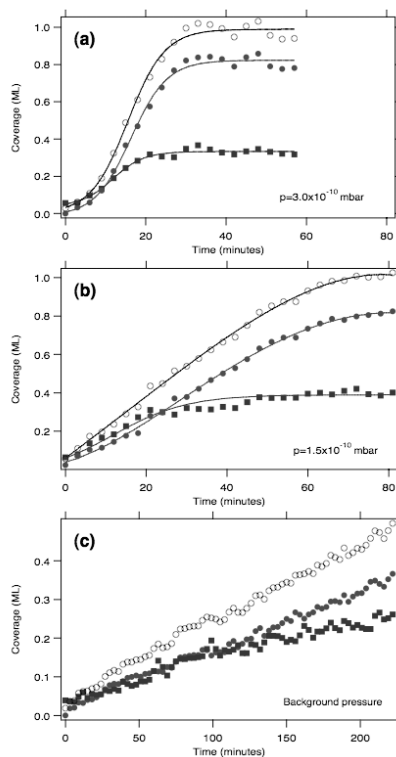 (a)
Coverage (ML)
1.0
0.8
0.6
0.4
0.2
0.0
p=3.0x10⁻¹⁰ mbar
0 20 40 60 80
Time (minutes)
(b)
Coverage (ML)
1.0
0.8
0.6
0.4
0.2
p=1.5x10⁻¹⁰ mbar
0 20 40 60 80
Time (minutes)
(c)
Coverage (ML)
0.4
0.3
0.2
0.1
0.0
Background pressure
0 50 100 150 200
Time (minutes)